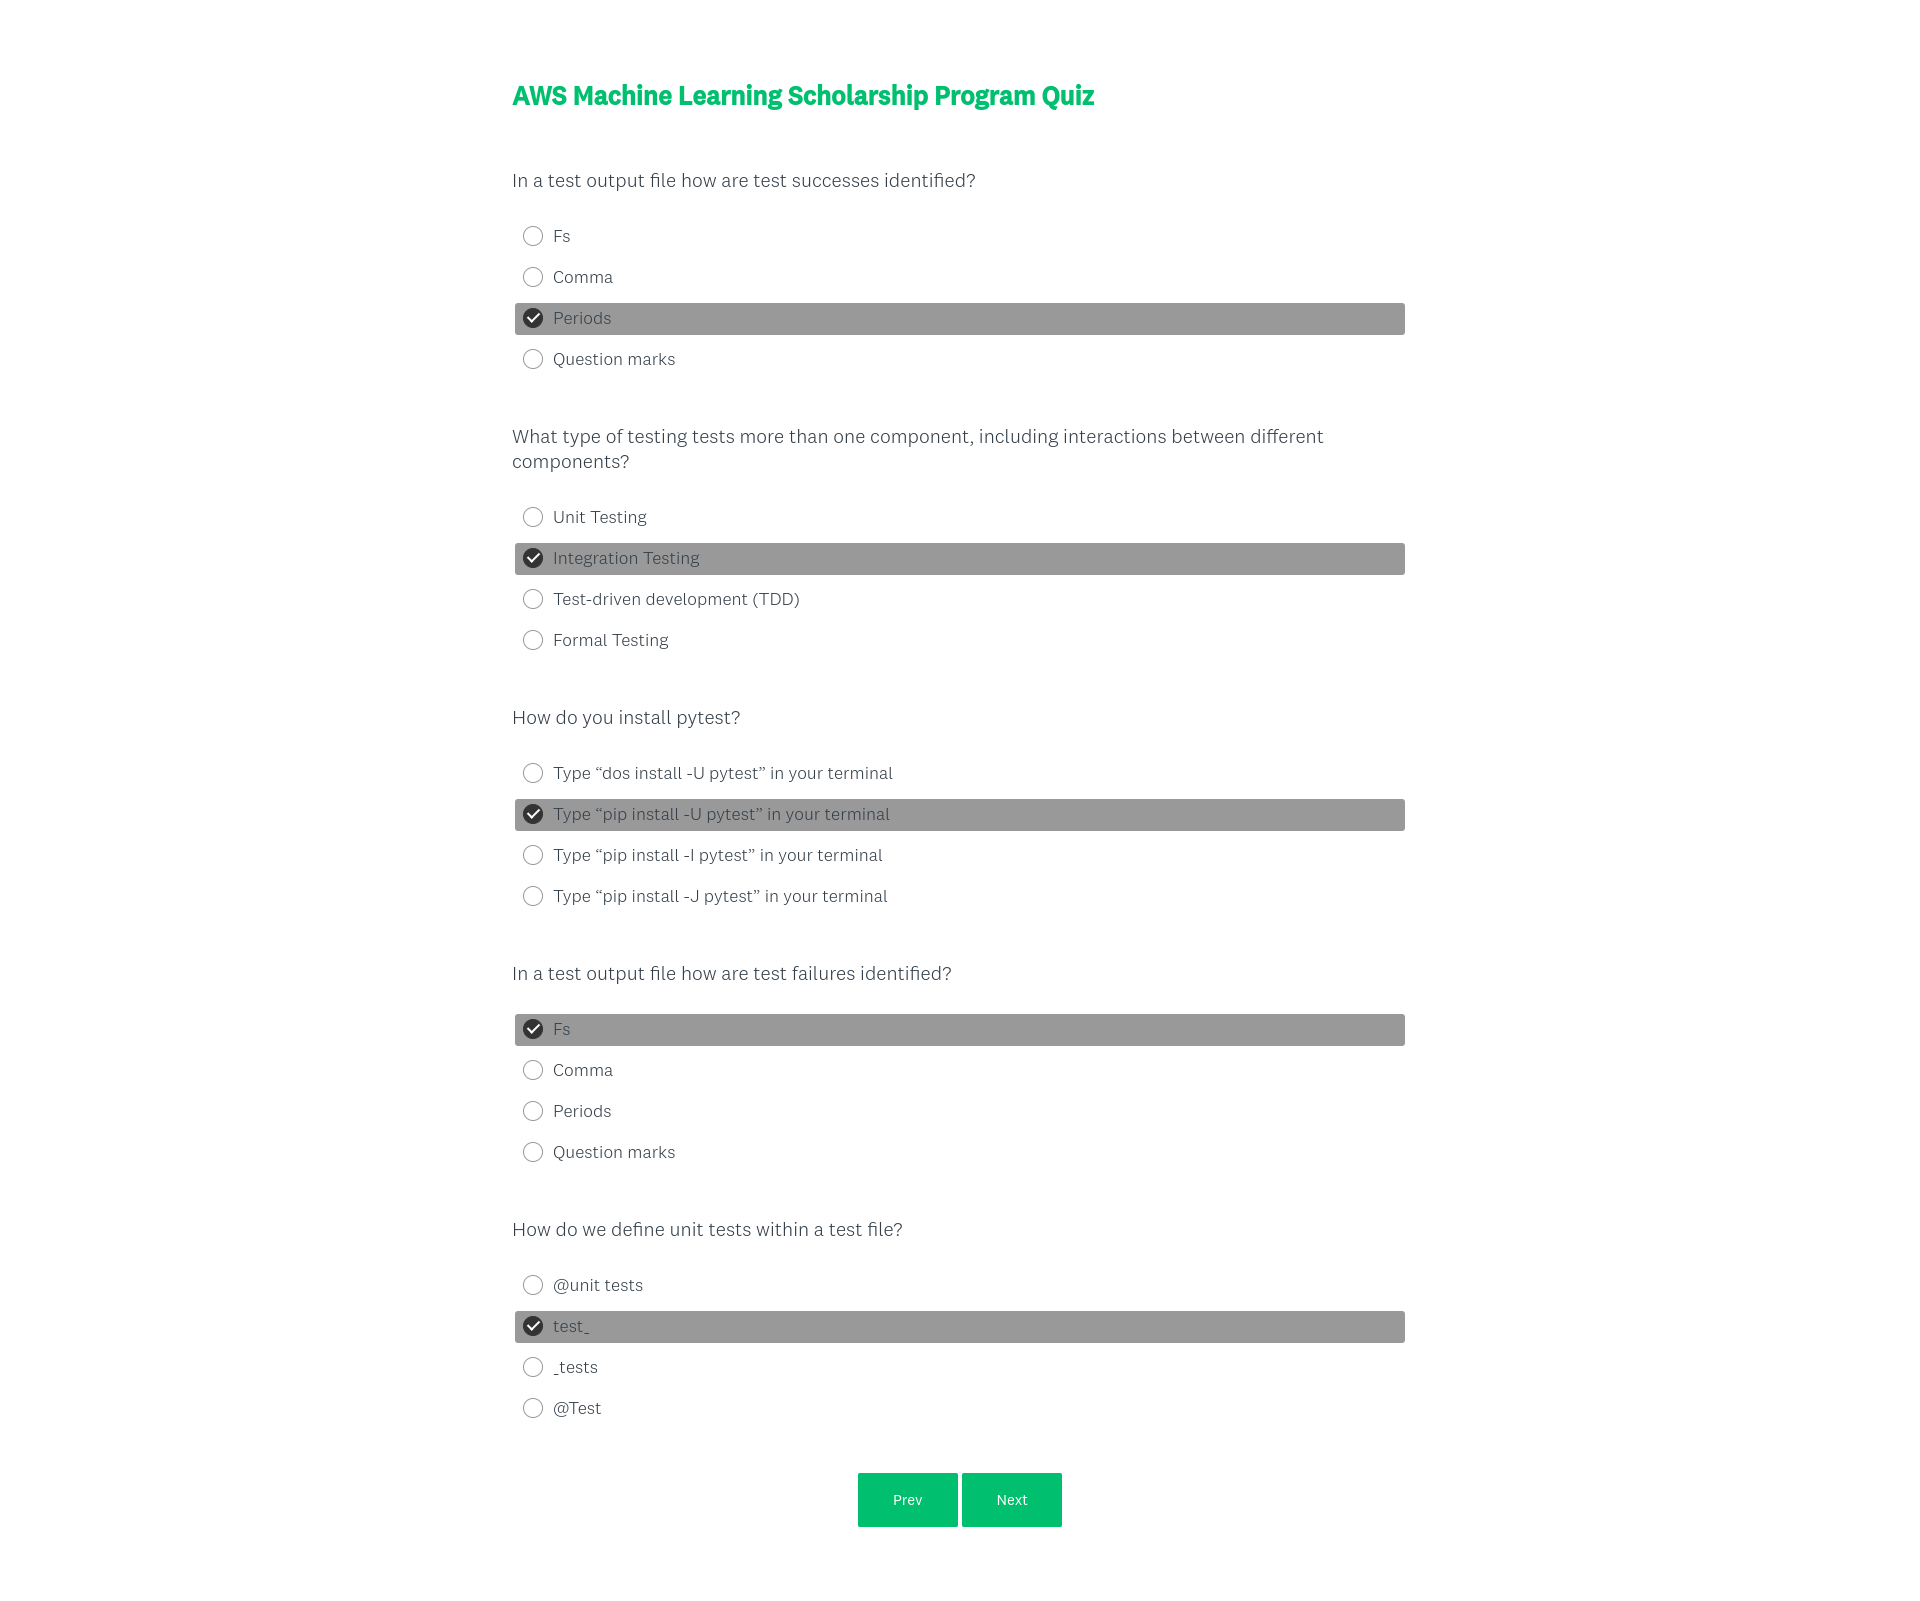 AWS Machine Learning Scholarship Program Quiz
In a test output file how are test successes identified?
Fs
Comma
Periods
Question marks
What type of testing tests more than one component, including interactions between different
components?
Unit Testing
Integration Testing
Test-driven development (TDD)
Formal Testing
How do you install pytest?
Type “dos install -U pytest” in your terminal
Type “pip install -U pytest” in your terminal
Type “pip install -I pytest” in your terminal
Type “pip install -J pytest” in your terminal
In a test output file how are test failures identified?
Fs
Comma
Periods
Question marks
How do we define unit tests within a test file?
@unit tests
test_
_tests
@Test
Prev Next